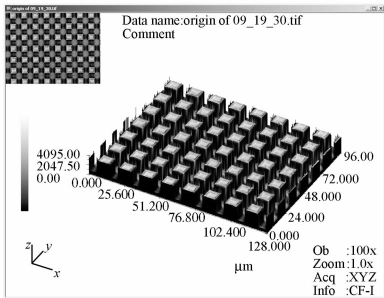 origin of 09_19_30.tif
Data name:origin of 09_19_30.tif
Comment
4095.00
2047.50
0.00
0.000
25.600
51.200
76.800
102.400
128.000
96.00
72.000
48.000
24.000
0.000
μm
z
y
x
Ob :100x
Zoom :1.0x
Acq :XYZ
Info :CF-I